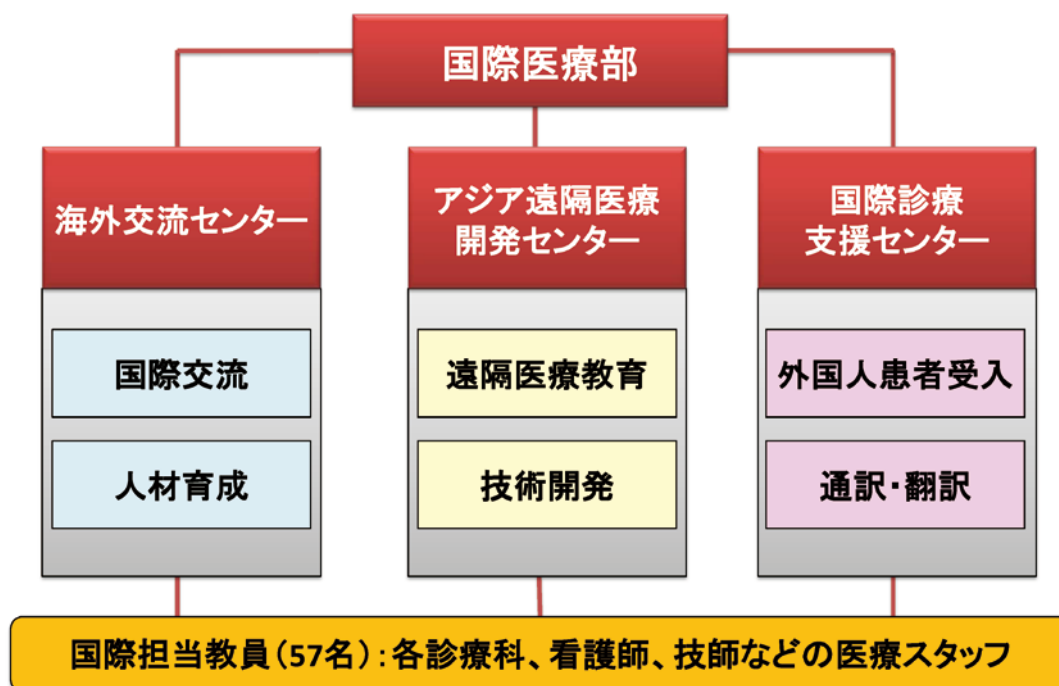 国際医療部
海外交流センター
アジア遠隔医療
開発センター
国際診療
支援センター
国際交流
人材育成
遠隔医療教育
技術開発
外国人患者受入
通訳・翻訳
国際担当教員(57名):各診療科、看護師、技師などの医療スタッフ